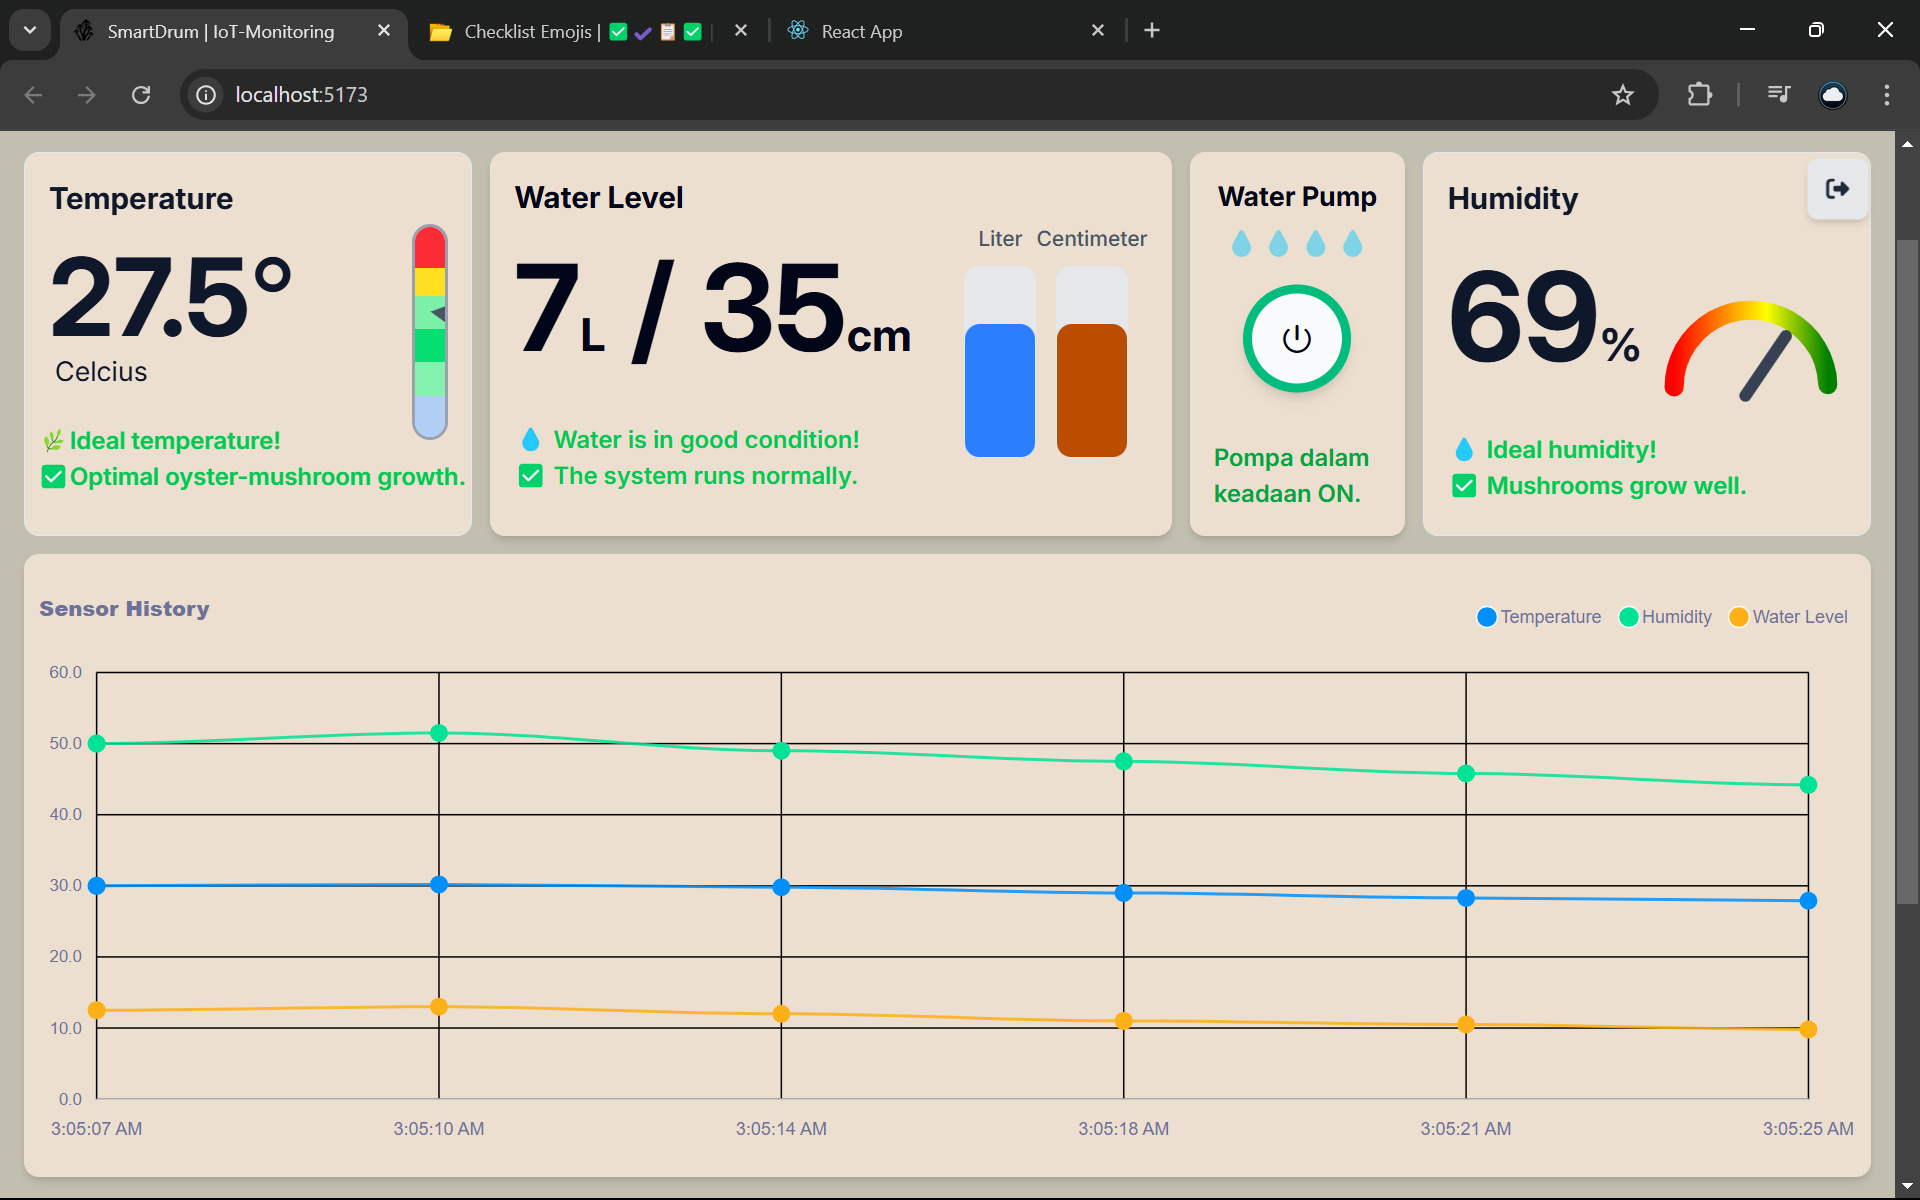 SmartDrum | IoT-Monitoring
Checklist Emojis | ✅ ✔ 📋 ✅ |
React App
localhost:5173
Temperature
27.5°
Celcius
🌿 Ideal temperature!
✅ Optimal oyster-mushroom growth.
Water Level
7L / 35cm
Liter Centimeter
💧 Water is in good condition!
✅ The system runs normally.
Water Pump
Pompa dalam
keadaan ON.
Humidity
69%
💧 Ideal humidity!
✅ Mushrooms grow well.
Sensor History
Temperature Humidity Water Level
60.0
50.0
40.0
30.0
20.0
10.0
0.0
3:05:07 AM 3:05:10 AM 3:05:14 AM 3:05:18 AM 3:05:21 AM 3:05:25 AM